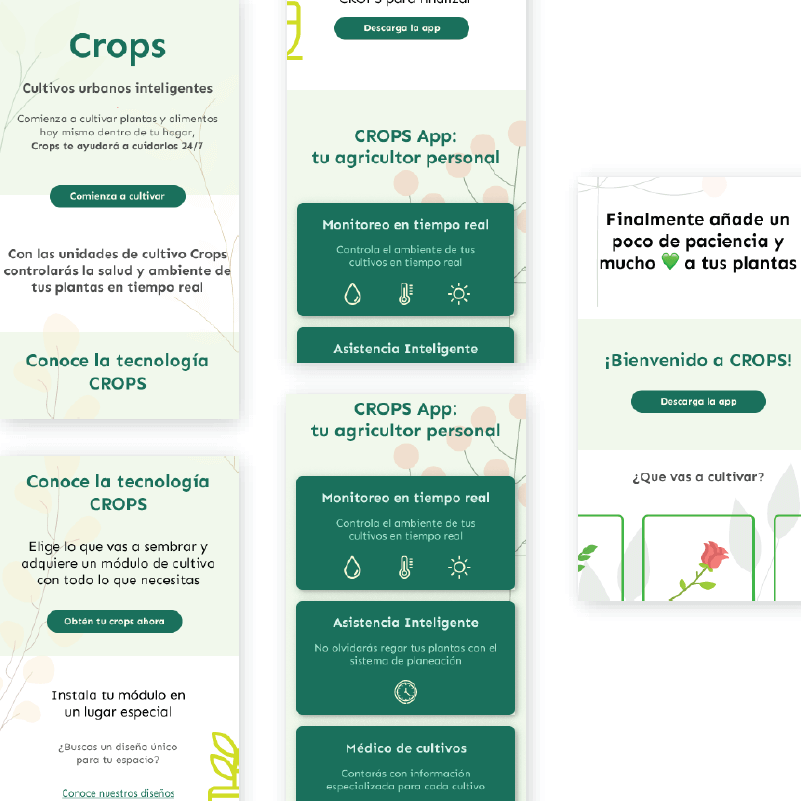 Crops
Cultivos urbanos inteligentes
Comienza a cultivar plantas y alimentos
hoy mismo dentro de tu hogar,
Crops te ayudará a cuidarlos 24/7
Comienza a cultivar
Con las unidades de cultivo Crops
controlarás la salud y ambiente de
tus plantas en tiempo real
Conoce la tecnología
CROPS
Conoce la tecnología
CROPS
Elige lo que vas a sembrar y
adquiere un módulo de cultivo
con todo lo que necesitas
Obtén tu crops ahora
Instala tu módulo en
un lugar especial
¿Buscas un diseño único
para tu espacio?
Conoce nuestros diseños
CROPS para finalizar
Descarga la app
CROPS App:
tu agricultor personal
Monitoreo en tiempo real
Controla el ambiente de tus
cultivos en tiempo real
Asistencia Inteligente
CROPS App:
tu agricultor personal
Monitoreo en tiempo real
Controla el ambiente de tus
cultivos en tiempo real
Asistencia Inteligente
No olvidarás regar tus plantas con el
sistema de planeación
Médico de cultivos
Contarás con información
especializada para cada cultivo
Finalmente añade un
poco de paciencia y
mucho 💚 a tus plantas
¡Bienvenido a CROPS!
Descarga la app
¿Que vas a cultivar?